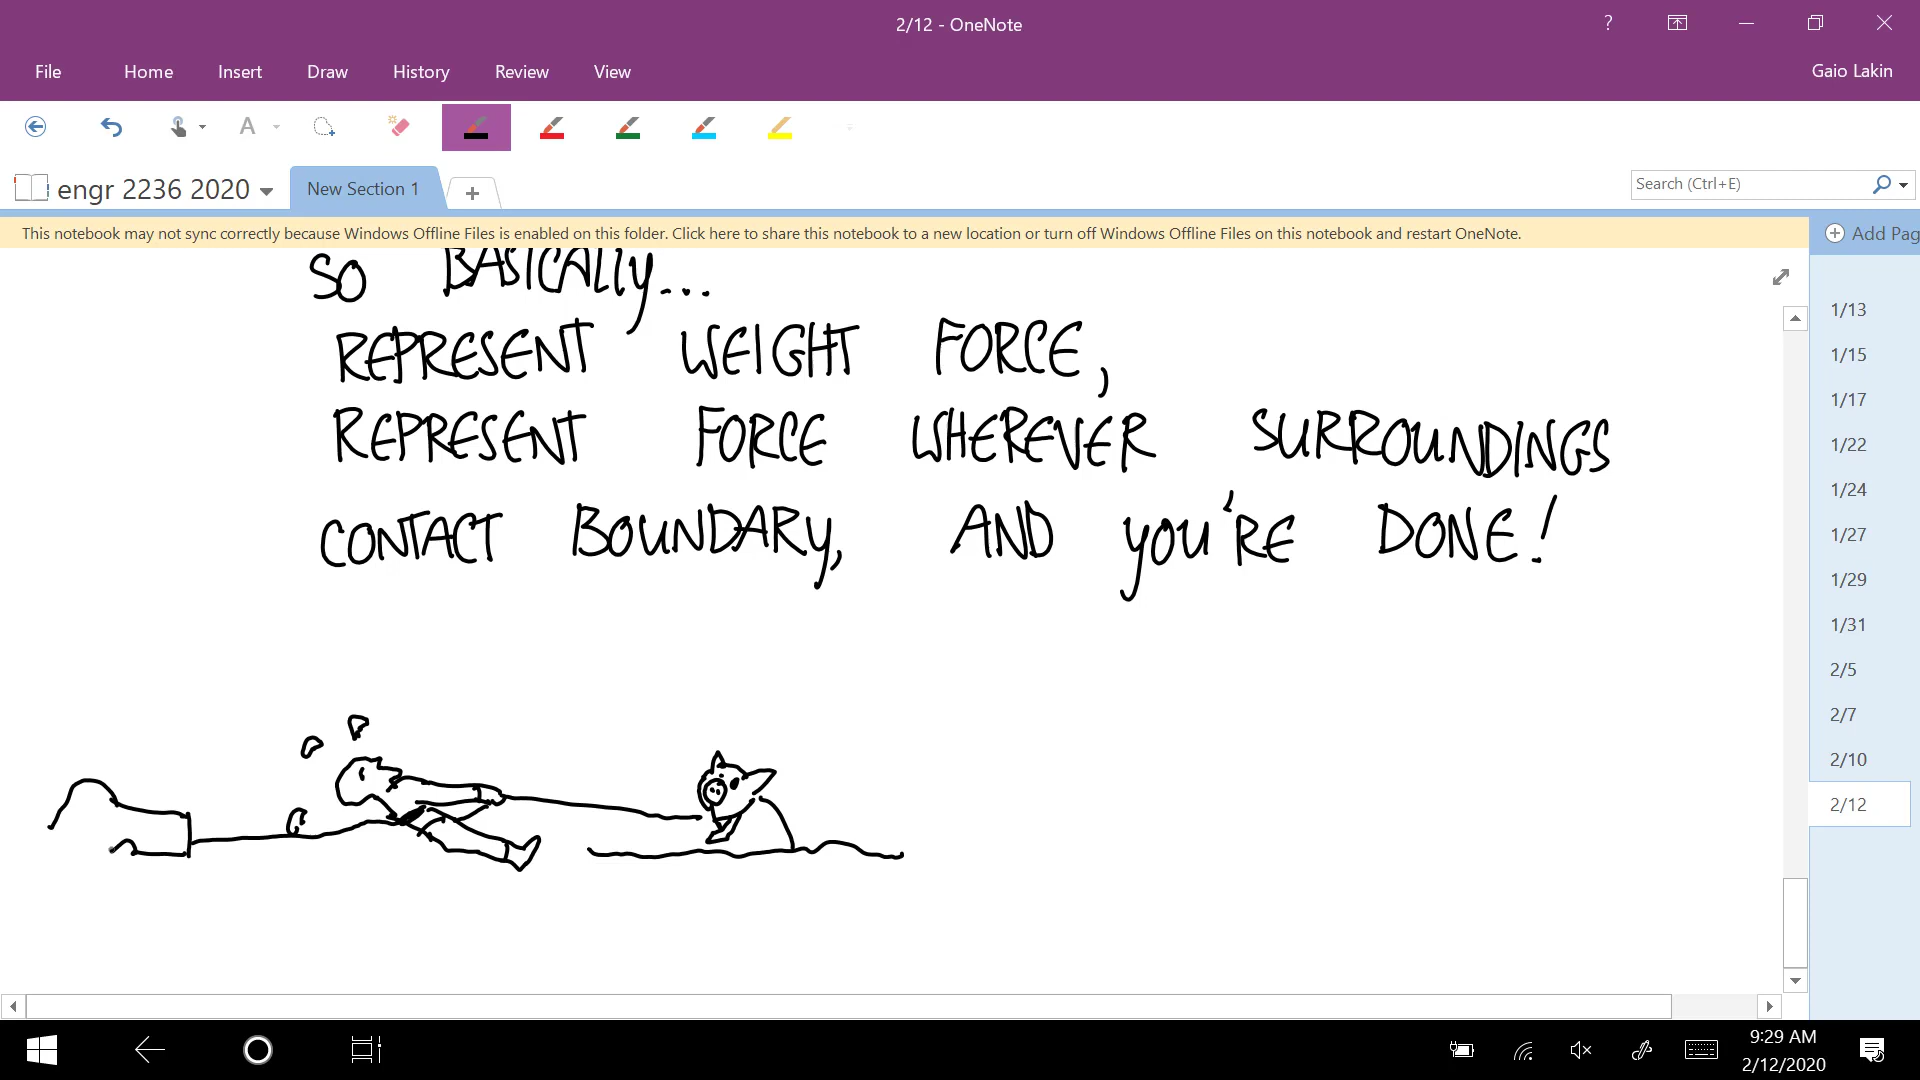 2/12 - OneNote
?
File Home Insert Draw History Review View
Gaio Lakin
A
engr 2236 2020
New Section 1
+
Search (Ctrl+E)
This notebook may not sync correctly because Windows Offline Files is enabled on this folder. Click here to share this notebook to a new location or turn off Windows Offline Files on this notebook and restart OneNote.
Add Pag
SO BASICALLY...
REPRESENT WEIGHT FORCE,
REPRESENT FORCE WHEREVER SURROUNDINGS
CONTACT BOUNDARY, AND YOU'RE DONE!
1/13
1/15
1/17
1/22
1/24
1/27
1/29
1/31
2/5
2/7
2/10
2/12
9:29 AM
2/12/2020